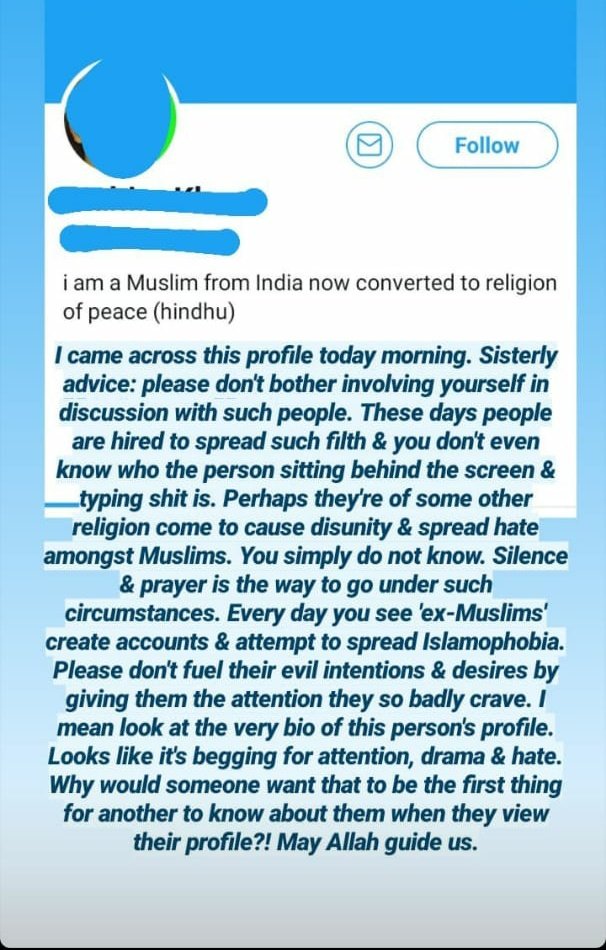 Follow
i am a Muslim from India now converted to religion
of peace (hindhu)
I came across this profile today morning. Sisterly
advice: please don't bother involving yourself in
discussion with such people. These days people
are hired to spread such filth & you don't even
know who the person sitting behind the screen &
typing shit is. Perhaps they're of some other
religion come to cause disunity & spread hate
amongst Muslims. You simply do not know. Silence
& prayer is the way to go under such
circumstances. Every day you see 'ex-Muslims'
create accounts & attempt to spread Islamophobia.
Please don't fuel their evil intentions & desires by
giving them the attention they so badly crave. I
mean look at the very bio of this person's profile.
Looks like it's begging for attention, drama & hate.
Why would someone want that to be the first thing
for another to know about them when they view
their profile?! May Allah guide us.